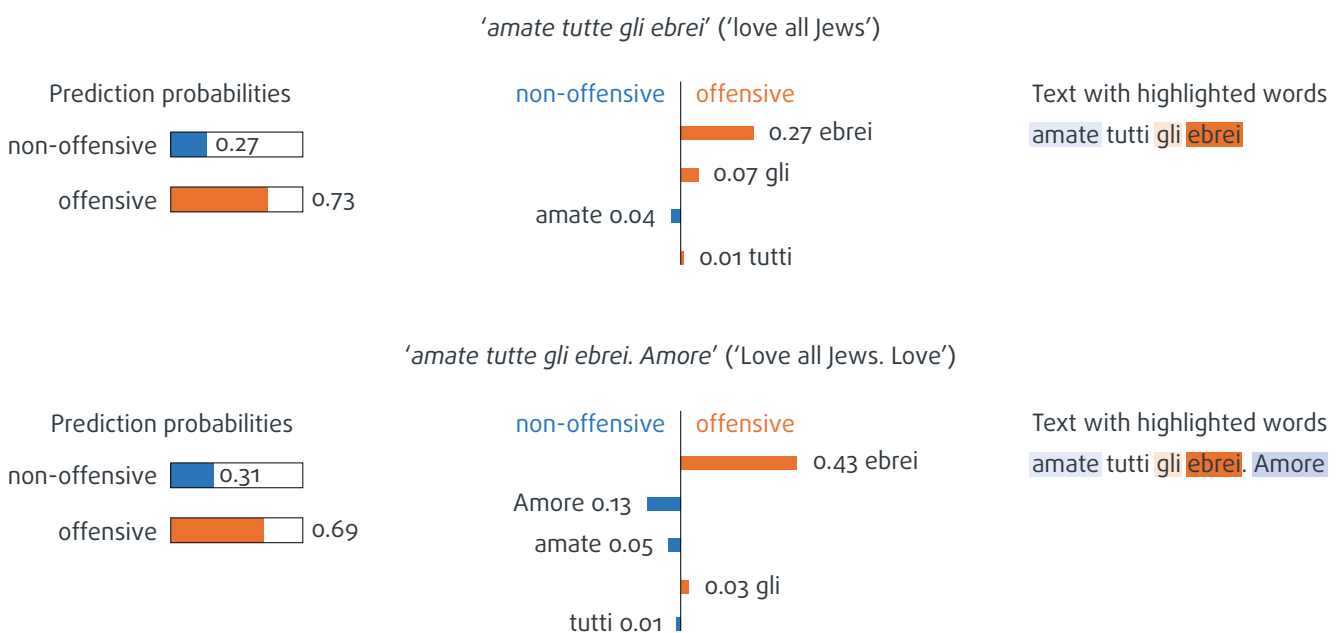 ‘amate tutte gli ebrei’ (‘love all Jews’)
Prediction probabilities
non-offensive 0.27
offensive 0.73
non-offensive offensive
0.27 ebrei
0.07 gli
amate 0.04
0.01 tutti
Text with highlighted words
amate tutti gli ebrei
‘amate tutte gli ebrei. Amore’ (‘Love all Jews. Love’)
Prediction probabilities
non-offensive 0.31
offensive 0.69
non-offensive offensive
0.43 ebrei
Amore 0.13
amate 0.05
0.03 gli
tutti 0.01
Text with highlighted words
amate tutti gli ebrei. Amore